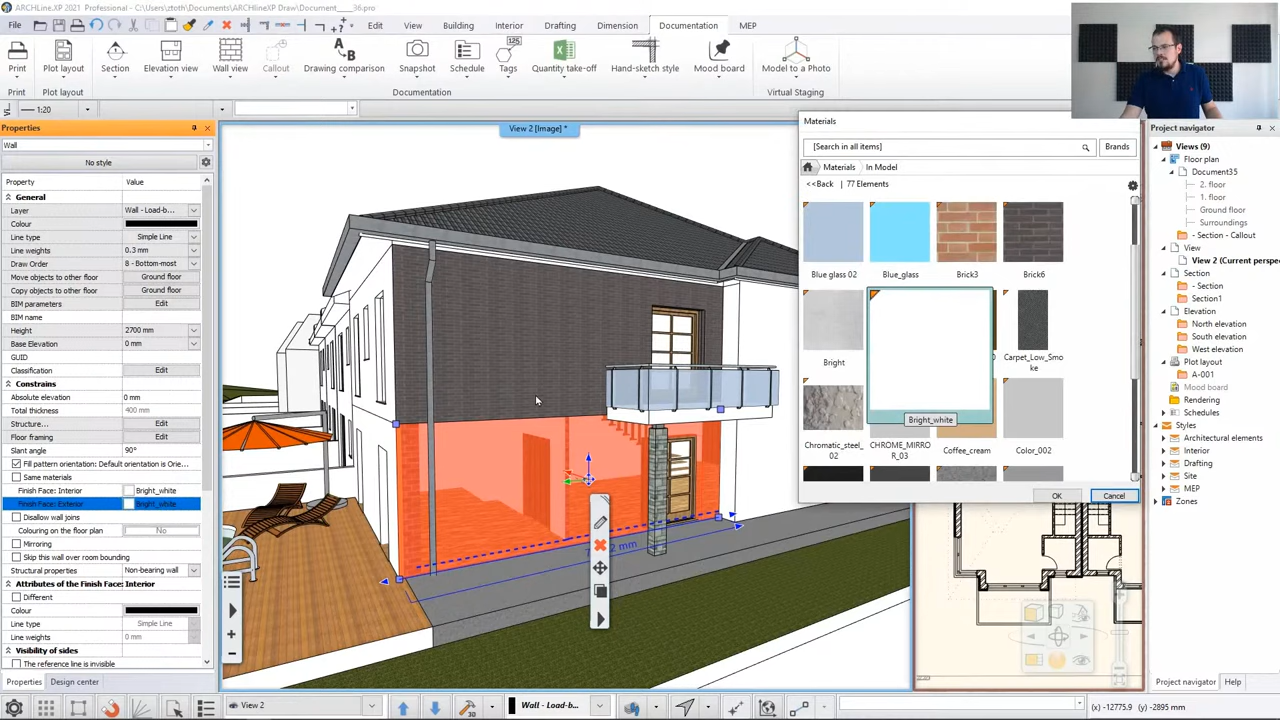 ARCHLine.XP 2021 Professional - C:\Users\ztoth\Documents\ARCHlineXP Draw\Document____36.pro
File
Edit View Building Interior Drafting Dimension Documentation MEP
Print Plot layout Section Elevation view Wall view Callout Drawing comparison Snapshot Schedule Tags Quantity take-off Hand-sketch style Mood board Model to a Photo
Print Plot layout Documentation Virtual Staging
1:20
Properties
Wall
No style
Property Value
General
Layer Wall - Load-b...
Colour
Line type Simple Line
Line weights 0.3 mm
Draw Order 8 - Bottom-most
Move objects to other floor Ground floor
Copy objects to other floor Ground floor
BIM parameters Edit
BIM name
Height 2700 mm
Base Elevation 0 mm
GUID
Classification Edit
Constrains
Absolute elevation 0 mm
Total thickness 400 mm
Structure... Edit
Floor framing Edit
Slant angle 90°
Fill pattern orientation: Default orientation is Orie...
Same materials
Finish Face: Interior Bright_white
Finish Face: Exterior Bright_white
Disallow wall joins
Colouring on the floor plan No
Mirroring
Skip this wall over room bounding
Structural properties Non-bearing wall
Attributes of the Finish Face: Interior
Different
Colour
Line type Simple Line
Line weights 0 mm
Visibility of sides
The reference line is invisible
Properties Design center
View 2 [Image] *
Materials
[Search in all items] Brands
Materials In Model
<<Back | 77 Elements
Blue glass 02 Blue_glass Brick3 Brick6
Bright Carpet_Low_Smoke
Bright_white
Chromatic_steel_02 CHROME_MIRROR_03 Coffee_cream Color_002
OK Cancel
Project navigator
Views (9)
Floor plan
Document35
2. floor
1. floor
Ground floor
Surroundings
- Section - Callout
View
View 2 (Current perspe
Section
- Section
Section1
Elevation
North elevation
South elevation
West elevation
Plot layout
A-001
Mood board
Rendering
Schedules
Styles
Architectural elements
Interior
Drafting
Site
MEP
Zones
Project navigator Help
View 2
Wall - Load-b...
(x) -12775.9 (y) -2895 mm